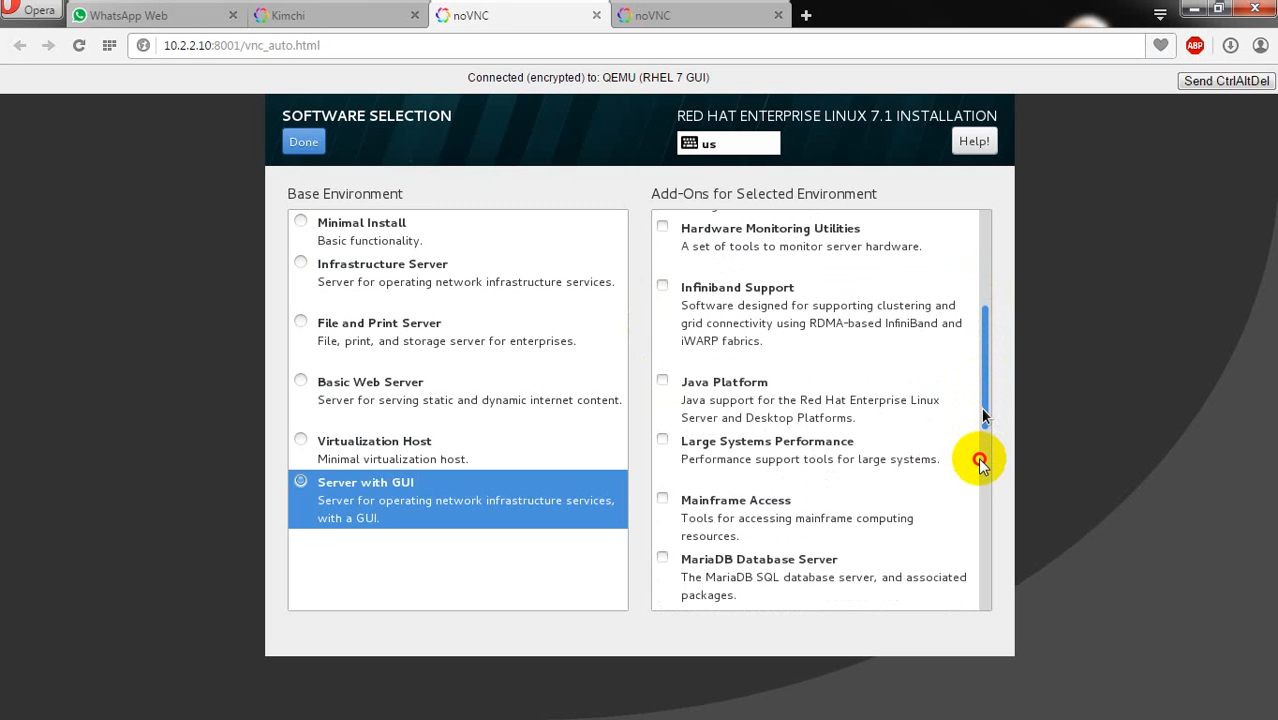 Opera
WhatsApp Web
Kimchi
noVNC
noVNC
10.2.2.10:8001/vnc_auto.html
ABP
Connected (encrypted) to: QEMU (RHEL 7 GUI)
Send CtrlAltDel
SOFTWARE SELECTION
RED HAT ENTERPRISE LINUX 7.1 INSTALLATION
Done
us
Help!
Base Environment
Add-Ons for Selected Environment
Minimal Install
Basic functionality.
Infrastructure Server
Server for operating network infrastructure services.
File and Print Server
File, print, and storage server for enterprises.
Basic Web Server
Server for serving static and dynamic internet content.
Virtualization Host
Minimal virtualization host.
Server with GUI
Server for operating network infrastructure services,
with a GUI.
Hardware Monitoring Utilities
A set of tools to monitor server hardware.
Infiniband Support
Software designed for supporting clustering and
grid connectivity using RDMA-based InfiniBand and
iWARP fabrics.
Java Platform
Java support for the Red Hat Enterprise Linux
Server and Desktop Platforms.
Large Systems Performance
Performance support tools for large systems.
Mainframe Access
Tools for accessing mainframe computing
resources.
MariaDB Database Server
The MariaDB SQL database server, and associated
packages.